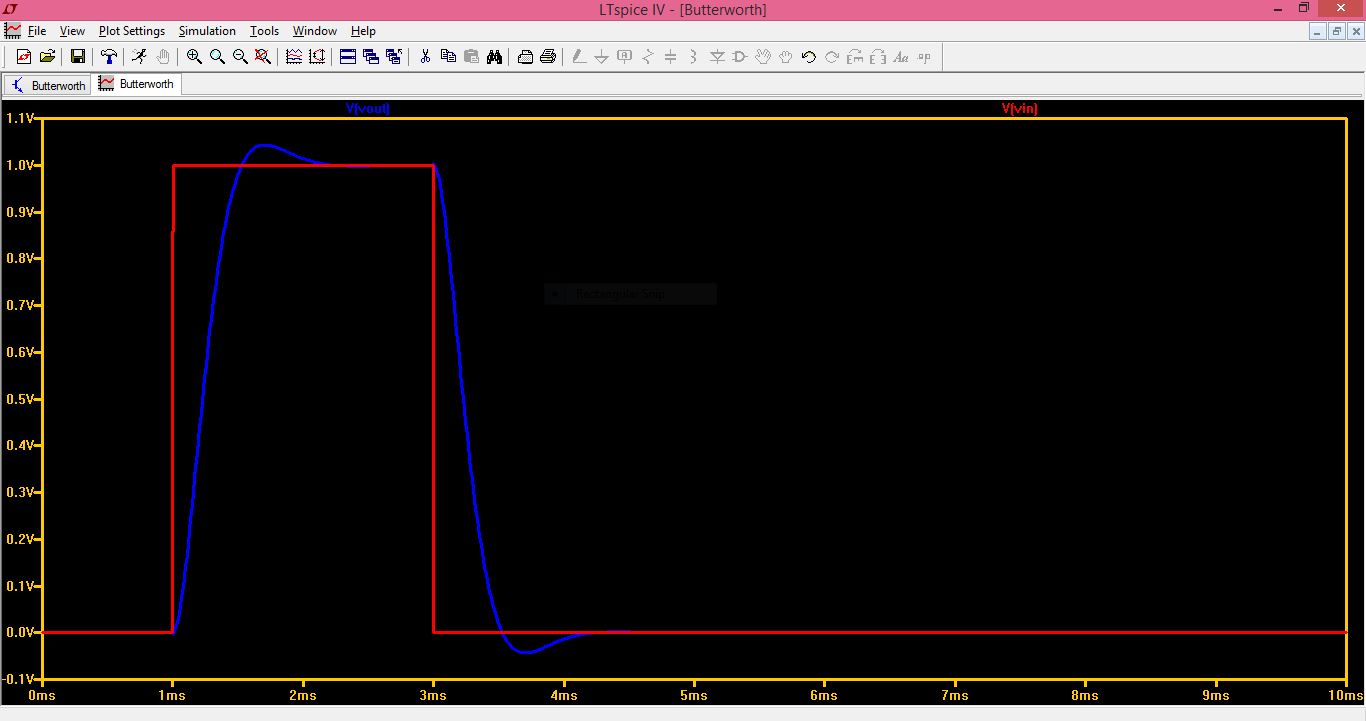 LTspice IV - [Butterworth]
File View Plot Settings Simulation Tools Window Help
Butterworth Butterworth
V(vout) V(vin)
1.1V
1.0V
0.9V
0.8V
Rectangular Snip
0.7V
0.6V
0.5V
0.4V
0.3V
0.2V
0.1V
0.0V
-0.1V
0ms 1ms 2ms 3ms 4ms 5ms 6ms 7ms 8ms 9ms 10ms